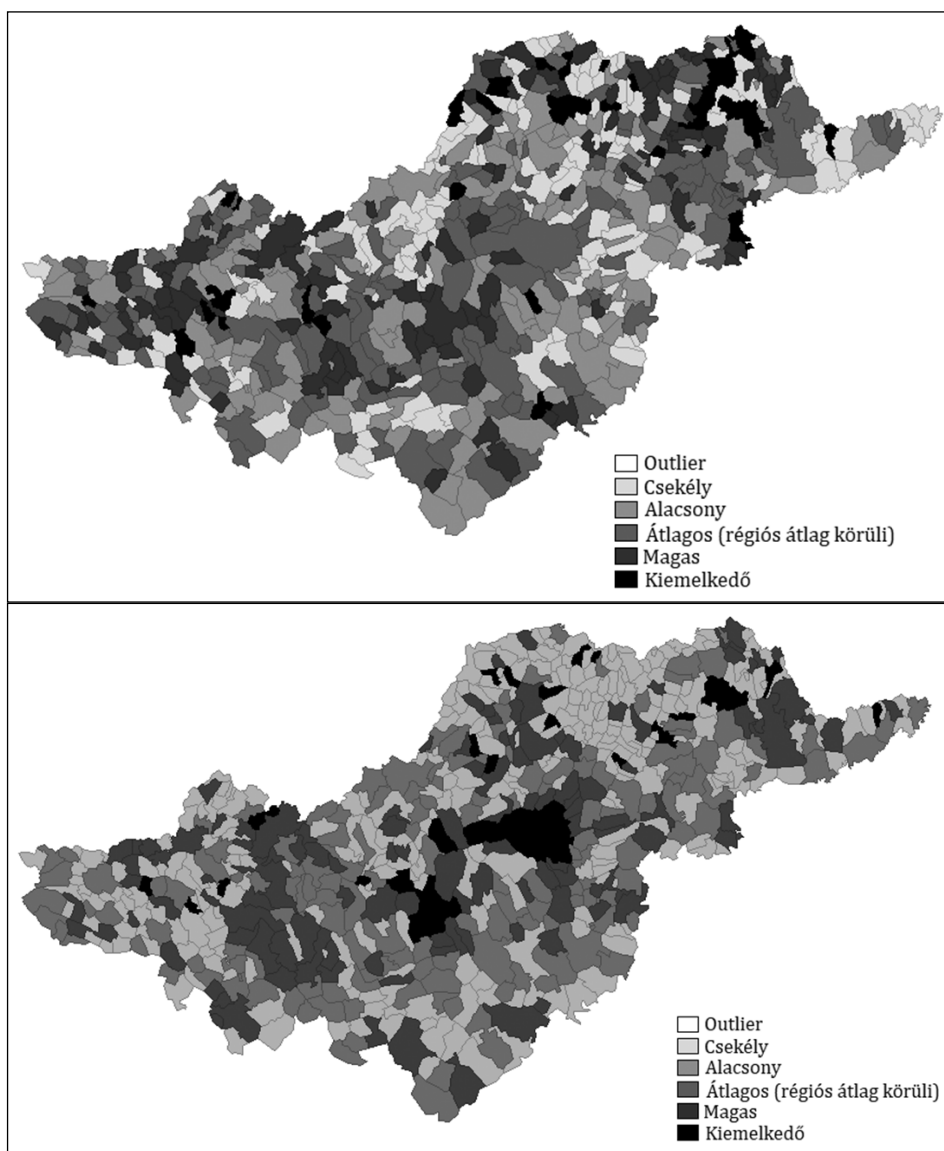 Outlier
Csekély
Alacsony
Átlagos (régiós átlag körüli)
Magas
Kiemelkedő
Outlier
Csekély
Alacsony
Átlagos (régiós átlag körüli)
Magas
Kiemelkedő